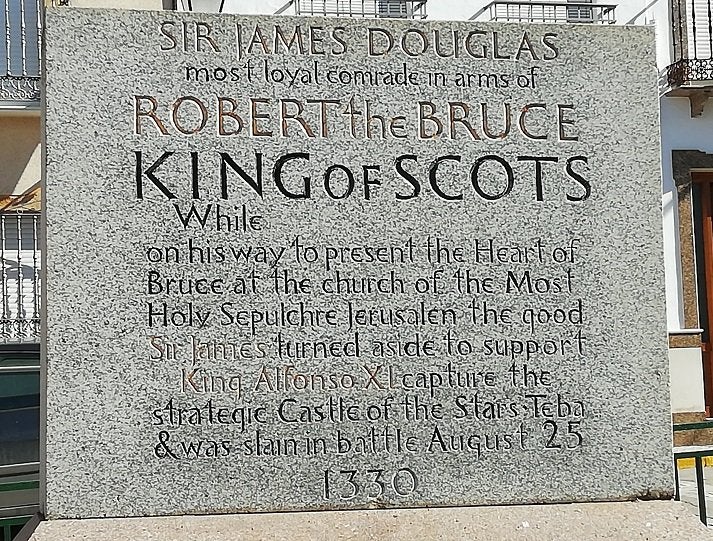 SIR JAMES DOUGLAS
most loyal comrade in arms of
ROBERT the BRUCE
KING OF SCOTS
While
on his way to present the Heart of
Bruce at the church of the Most
Holy Sepulchre Jerusalen the good
Sir James turned aside to support
King Alfonso XI capture the
strategic Castle of the Stars·Teba
& was slain in battle August 25
1330